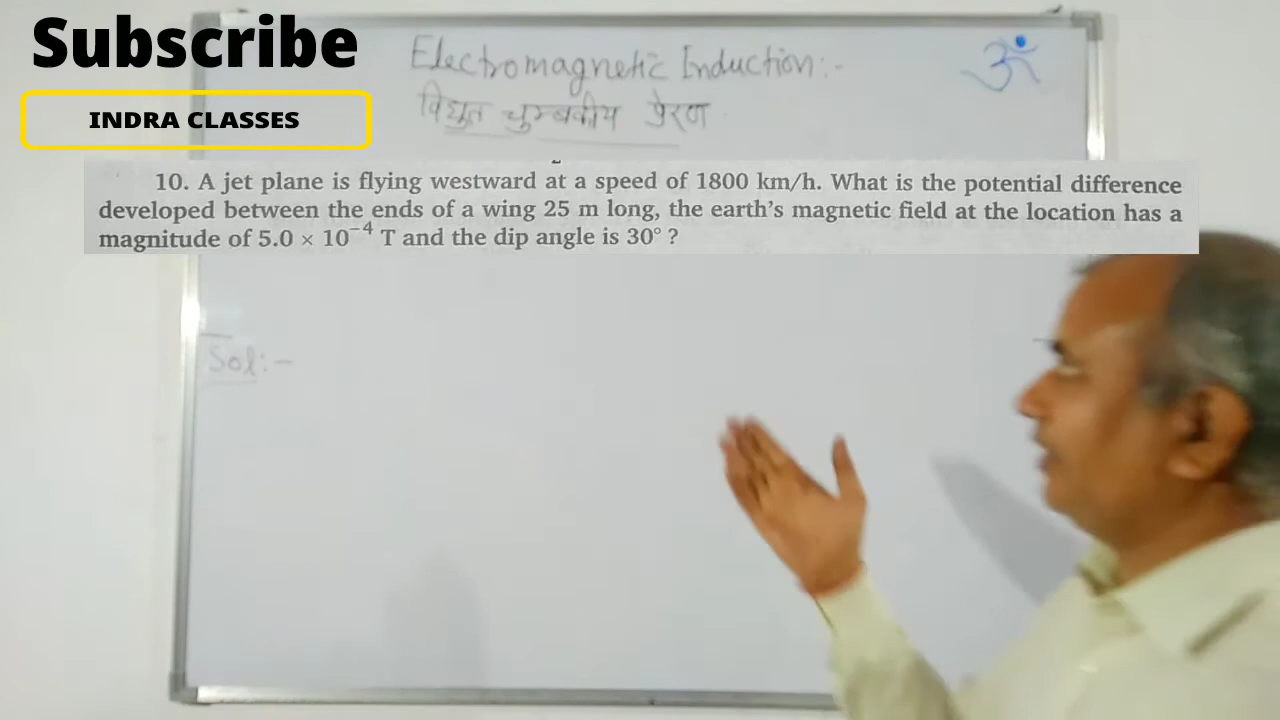 Subscribe
INDRA CLASSES
Electromagnetic Induction:-
विद्युत चुम्बकीय प्रेरण
ॐ
10. A jet plane is flying westward at a speed of 1800 km/h. What is the potential difference
developed between the ends of a wing 25 m long, the earth's magnetic field at the location has a
magnitude of 5.0 × 10⁻⁴ T and the dip angle is 30° ?
Sol:-